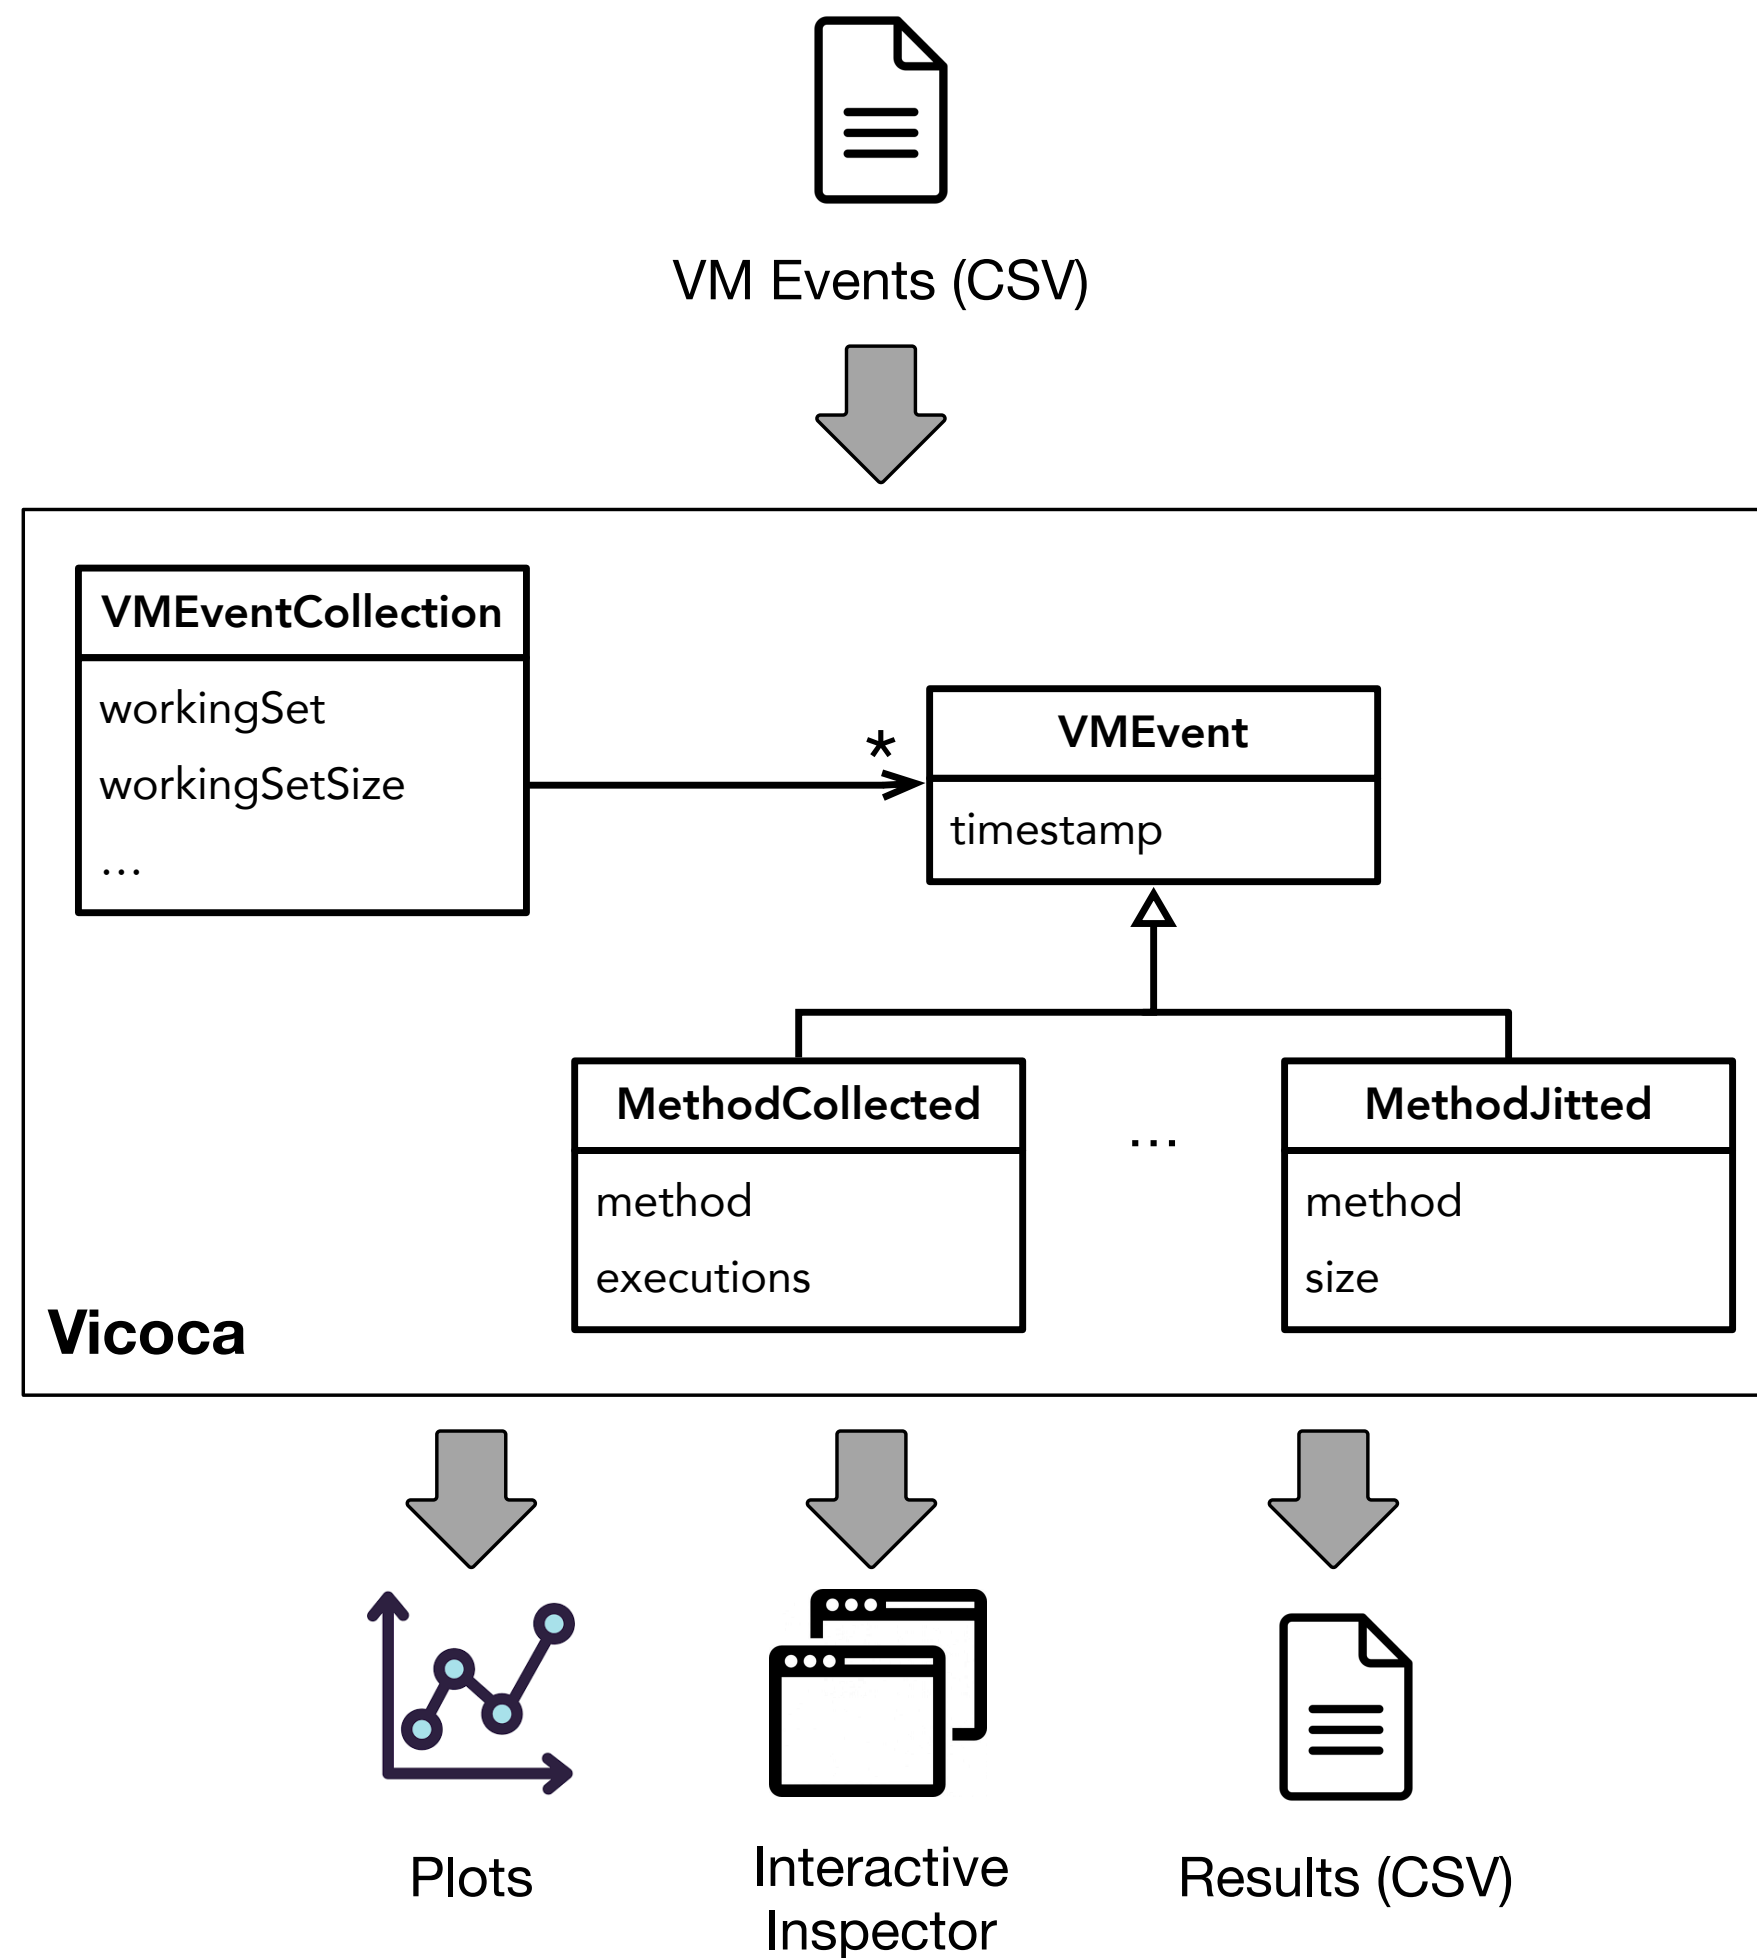 VM Events (CSV)
VMEventCollection
workingSet
workingSetSize
...
*
VMEvent
timestamp
MethodCollected
method
executions
...
MethodJitted
method
size
Vicoca
Plots
Interactive
Inspector
Results (CSV)